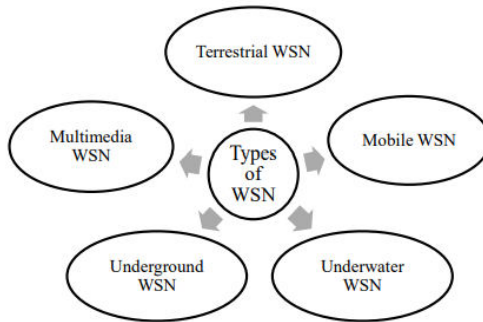 Terrestrial WSN
Multimedia
WSN
Types
of
WSN
Mobile WSN
Underground
WSN
Underwater
WSN